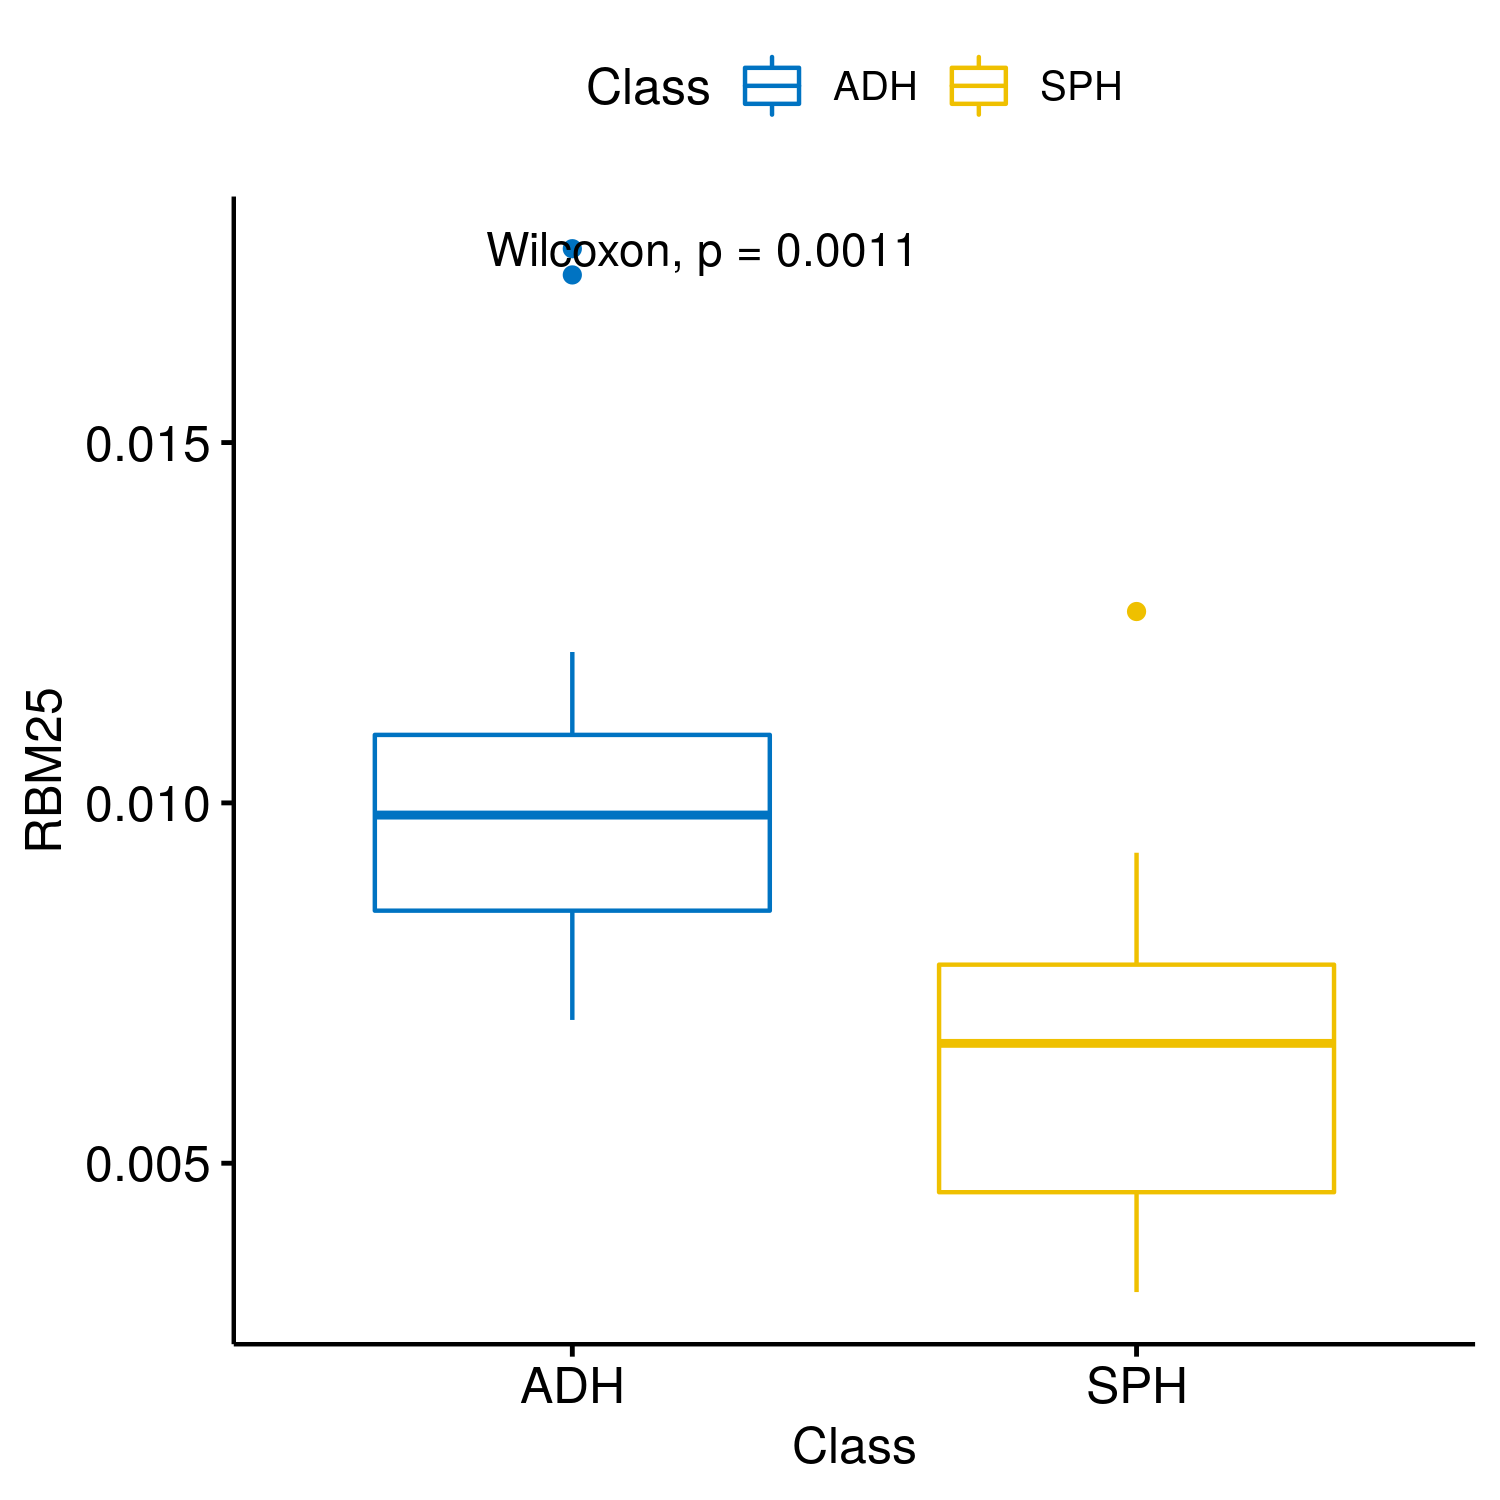 Class ADH SPH
Wilcoxon, p = 0.0011
0.015
0.010
0.005
RBM25
ADH SPH
Class